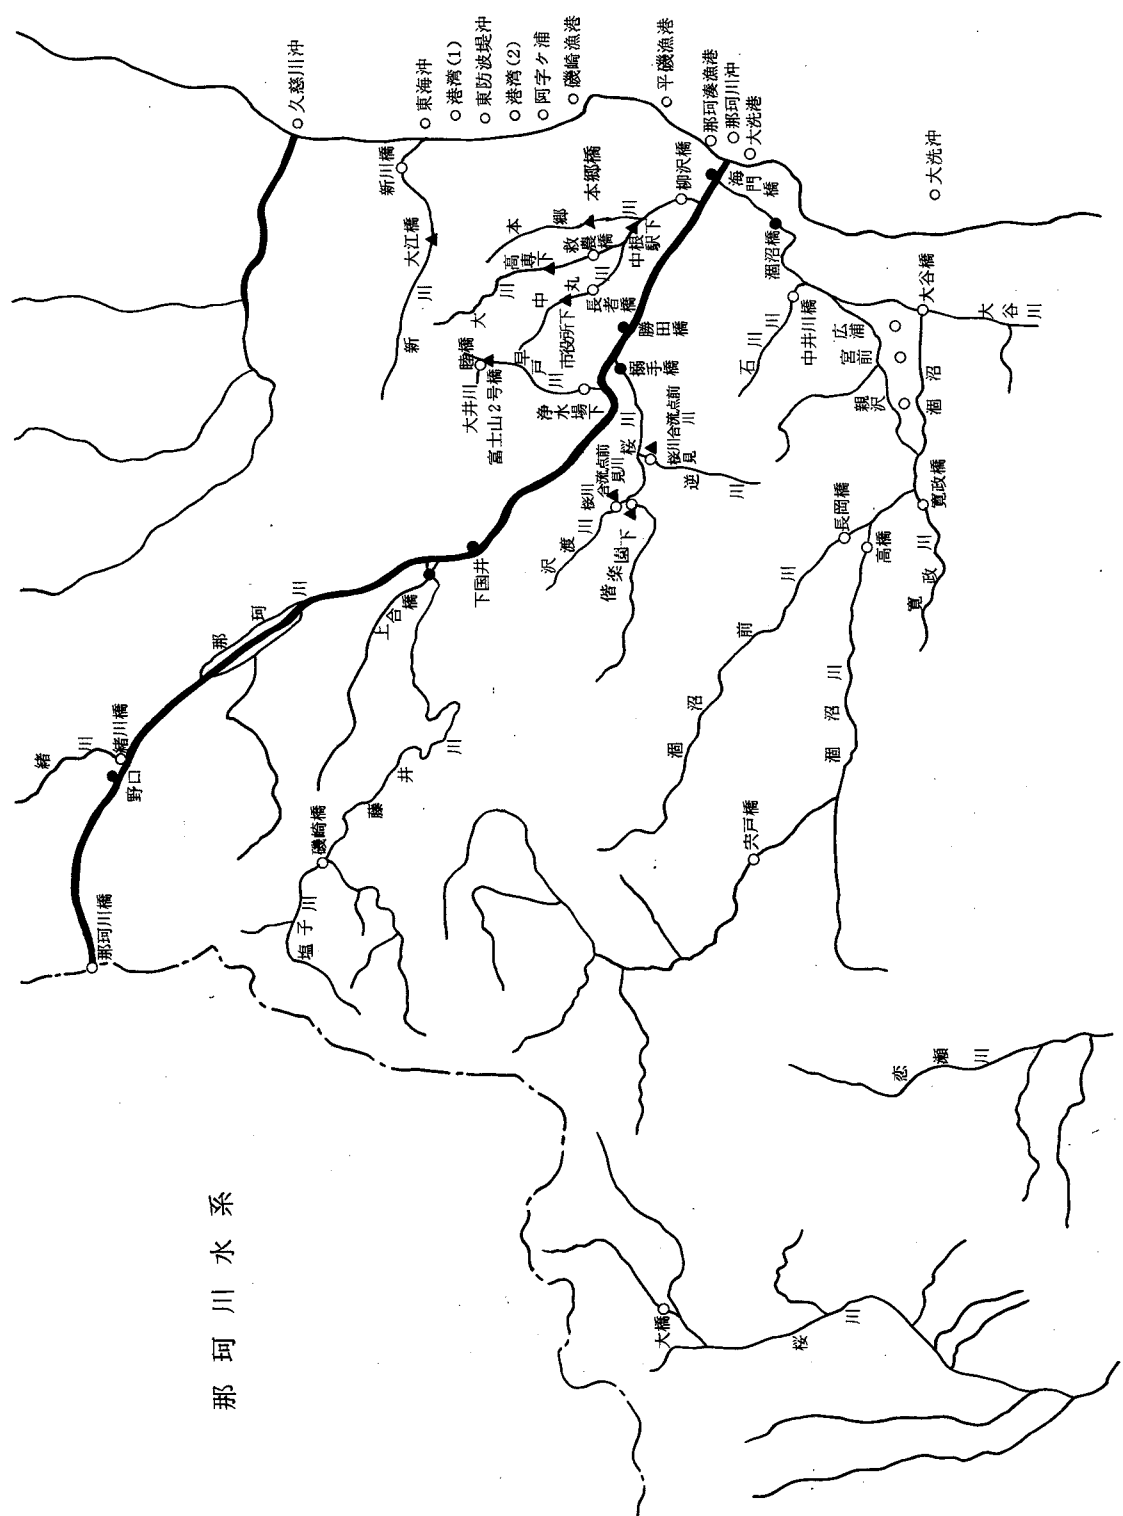 那珂川水系
久慈川沖
東海沖
港湾(1)
東防波堤沖
港湾(2)
阿字ケ浦
磯崎漁港
平磯漁港
那珂湊漁港
那珂川沖
大洗港
大洗沖
新川橋
大江橋
新川
本郷橋
本郷川
柳沢橋
海門橋
涸沼橋
高専下
救農橋
中根駅下
大川
中丸川
長者橋
市役所下
勝田橋
早戸川
大井川
富士山2号橋
浄水場下
搦手橋
桜川
桜川合流点前
逆見川
桜川
合流点前
見川
沢渡川
偕楽園下
石川川
中井川橋
広浦
宮前
親沢
涸沼
大谷橋
大谷川
寛政橋
寛政川
長岡橋
高橋
涸沼前川
涸沼川
宍戸橋
下国井
上合橋
那珂川
緒川
緒川橋
野口
那珂川橋
磯崎橋
藤井川
塩子川
恋瀬川
大橋
桜川